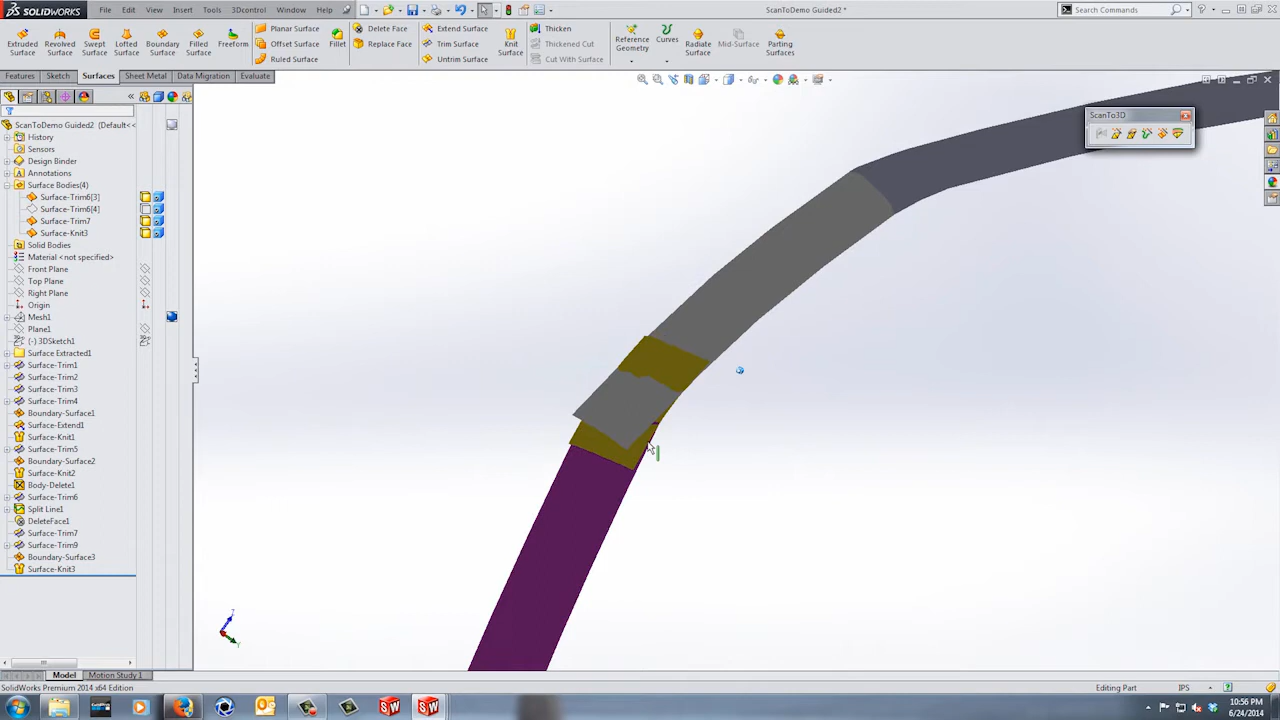 SOLIDWORKS File Edit View Insert Tools 3Dcontrol Window Help ScanToDemo Guided2 * Search Commands
Extruded Surface Revolved Surface Swept Surface Lofted Surface Boundary Surface Filled Surface Freeform Planar Surface Offset Surface Ruled Surface Fillet Delete Face Replace Face Extend Surface Trim Surface Untrim Surface Knit Surface Thicken Thickened Cut Cut With Surface Reference Geometry Curves Radiate Surface Mid-Surface Parting Surfaces
Features Sketch Surfaces Sheet Metal Data Migration Evaluate
ScanTo3D
ScanToDemo Guided2 (Default<<
History
Sensors
Design Binder
Annotations
Surface Bodies(4)
Surface-Trim6[3]
Surface-Trim6[4]
Surface-Trim7
Surface-Knit3
Solid Bodies
Material <not specified>
Front Plane
Top Plane
Right Plane
Origin
Mesh1
Plane1
(-) 3DSketch1
Surface Extracted1
Surface-Trim1
Surface-Trim2
Surface-Trim3
Surface-Trim4
Boundary-Surface1
Surface-Extend1
Surface-Knit1
Surface-Trim5
Boundary-Surface2
Surface-Knit2
Body-Delete1
Surface-Trim6
Split Line1
DeleteFace1
Surface-Trim7
Surface-Trim9
Boundary-Surface3
Surface-Knit3
Z
Y
Model Motion Study 1
SolidWorks Premium 2014 x64 Edition Editing Part IPS
10:56 PM
6/24/2014